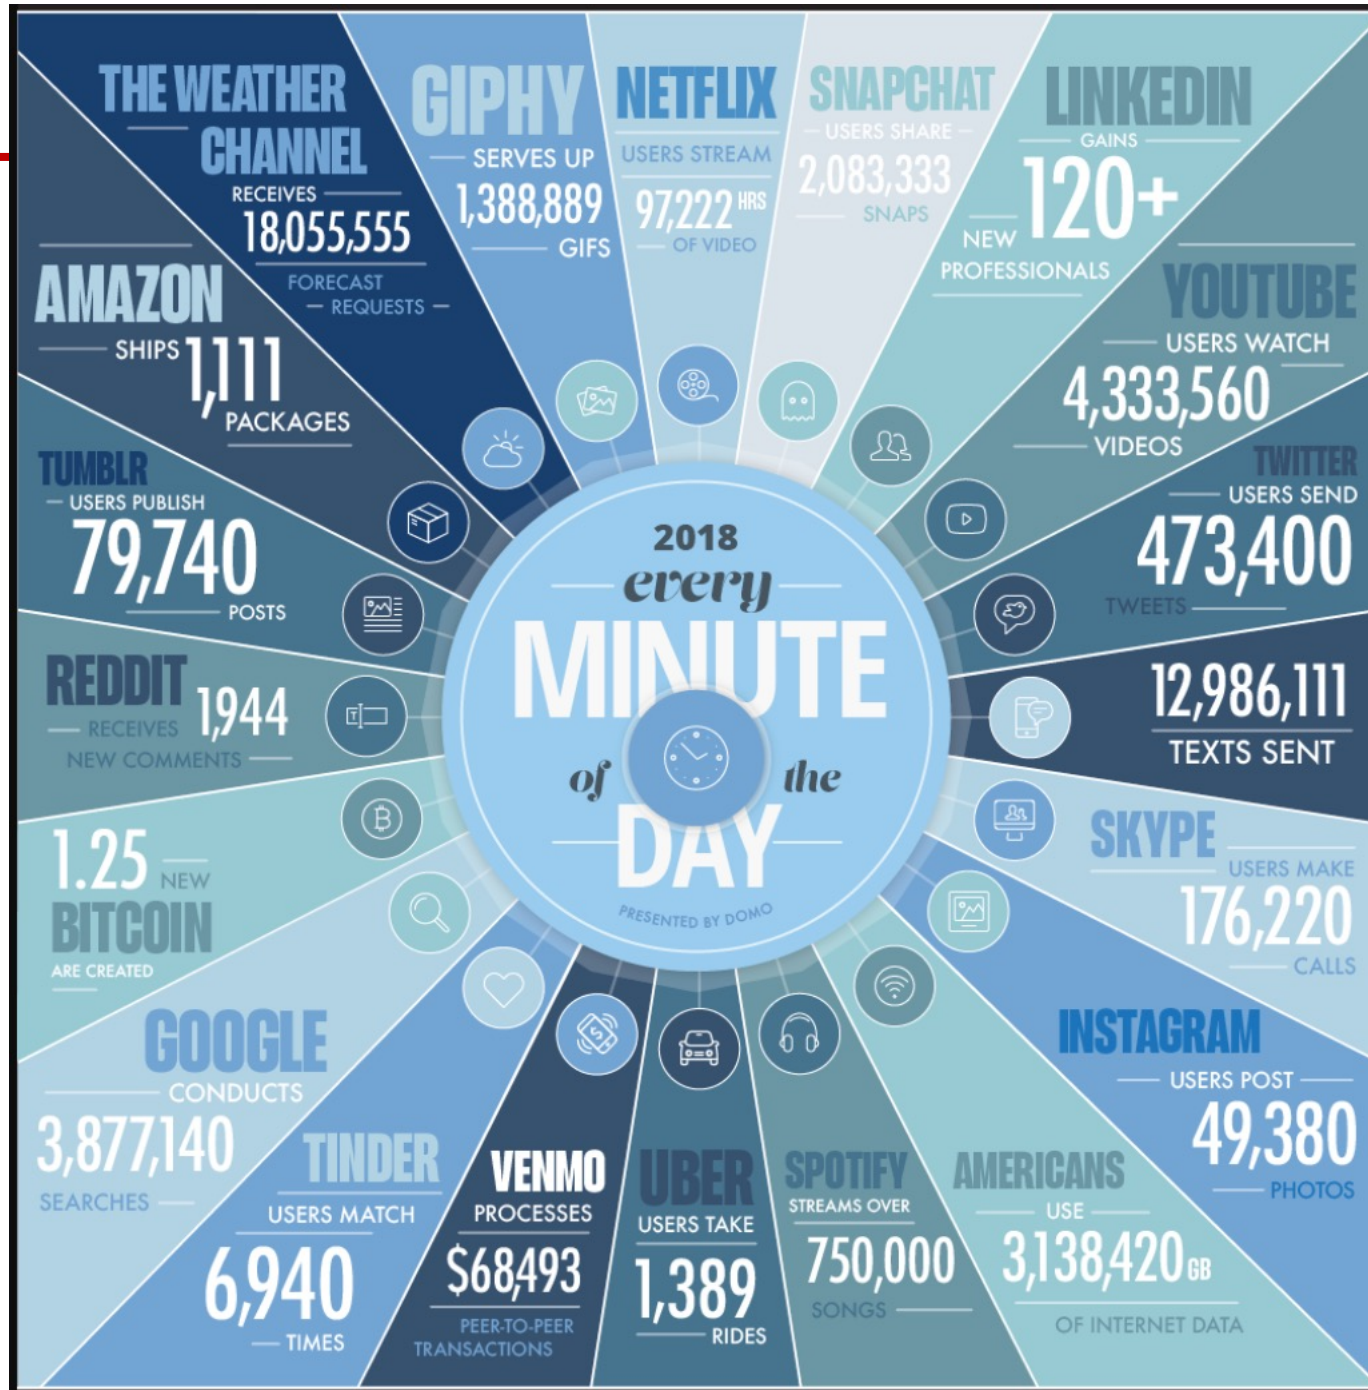 THE WEATHER
CHANNEL
RECEIVES
18,055,555
FORECAST
REQUESTS
GIPHY
SERVES UP
1,388,889
GIFS
NETFLIX
USERS STREAM
97,222 HRS
OF VIDEO
SNAPCHAT
USERS SHARE
2,083,333
SNAPS
LINKEDIN
GAINS
120+
NEW
PROFESSIONALS
YOUTUBE
USERS WATCH
4,333,560
VIDEOS
TWITTER
USERS SEND
473,400
TWEETS
12,986,111
TEXTS SENT
SKYPE
USERS MAKE
176,220
CALLS
INSTAGRAM
USERS POST
49,380
PHOTOS
AMERICANS
USE
3,138,420 GB
OF INTERNET DATA
SPOTIFY
STREAMS OVER
750,000
SONGS
UBER
USERS TAKE
1,389
RIDES
VENMO
PROCESSES
$68,493
PEER-TO-PEER
TRANSACTIONS
TINDER
USERS MATCH
6,940
TIMES
GOOGLE
CONDUCTS
3,877,140
SEARCHES
1.25 NEW
BITCOIN
ARE CREATED
REDDIT
RECEIVES 1,944
NEW COMMENTS
TUMBLR
USERS PUBLISH
79,740
POSTS
AMAZON
SHIPS 1,111
PACKAGES
2018
every
MINUTE
of the
DAY
PRESENTED BY DOMO